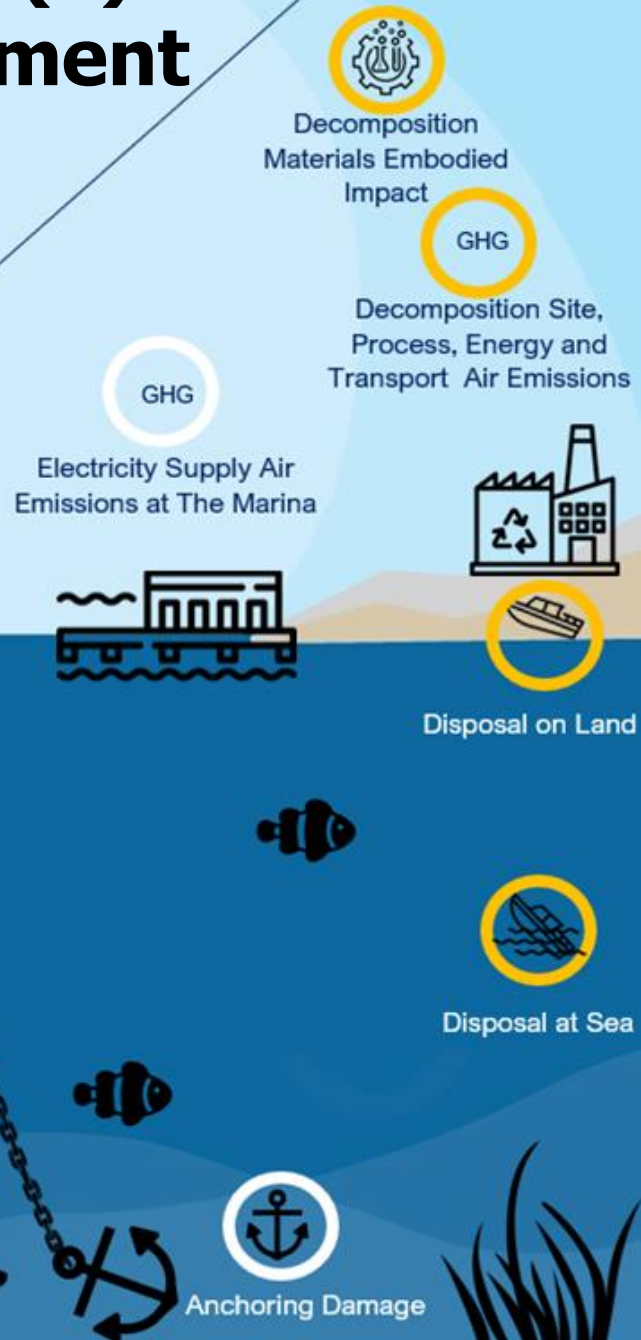 ment
Decomposition
Materials Embodied
Impact
GHG
Decomposition Site,
Process, Energy and
Transport Air Emissions
GHG
Electricity Supply Air
Emissions at The Marina
Disposal on Land
Disposal at Sea
Anchoring Damage